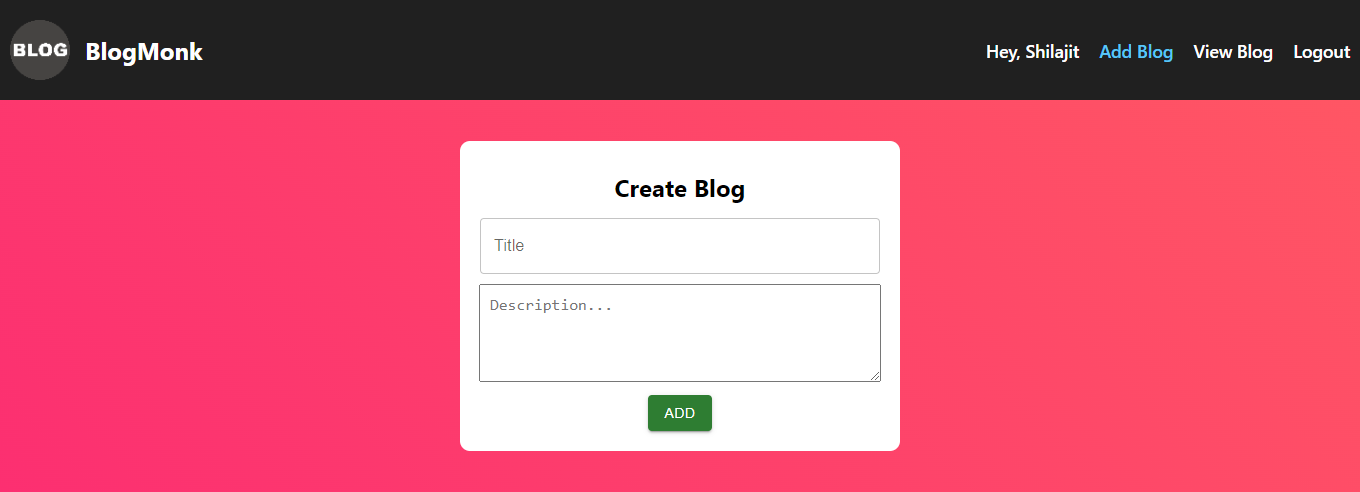 BLOG BlogMonk Hey, Shilajit Add Blog View Blog Logout
Create Blog
Title
Description...
ADD